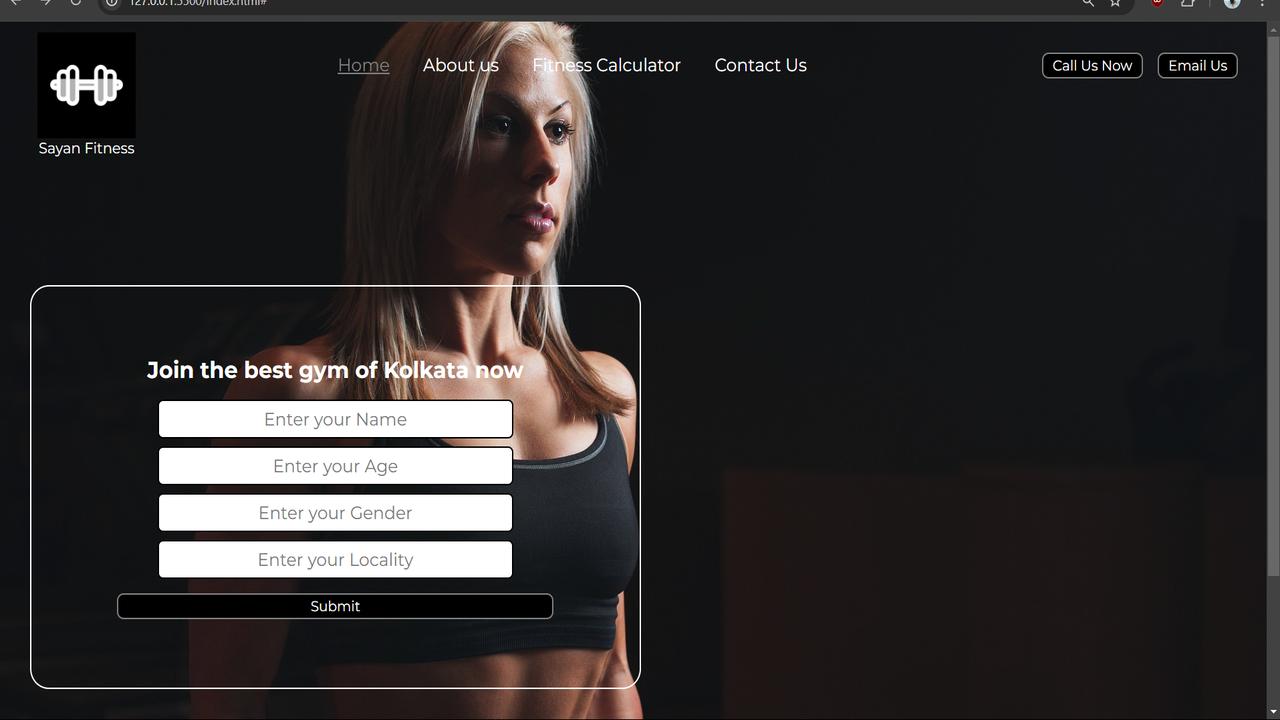 127.0.0.1:5500/index.html#
Home About us Fitness Calculator Contact Us Call Us Now Email Us
Sayan Fitness
Join the best gym of Kolkata now
Enter your Name
Enter your Age
Enter your Gender
Enter your Locality
Submit